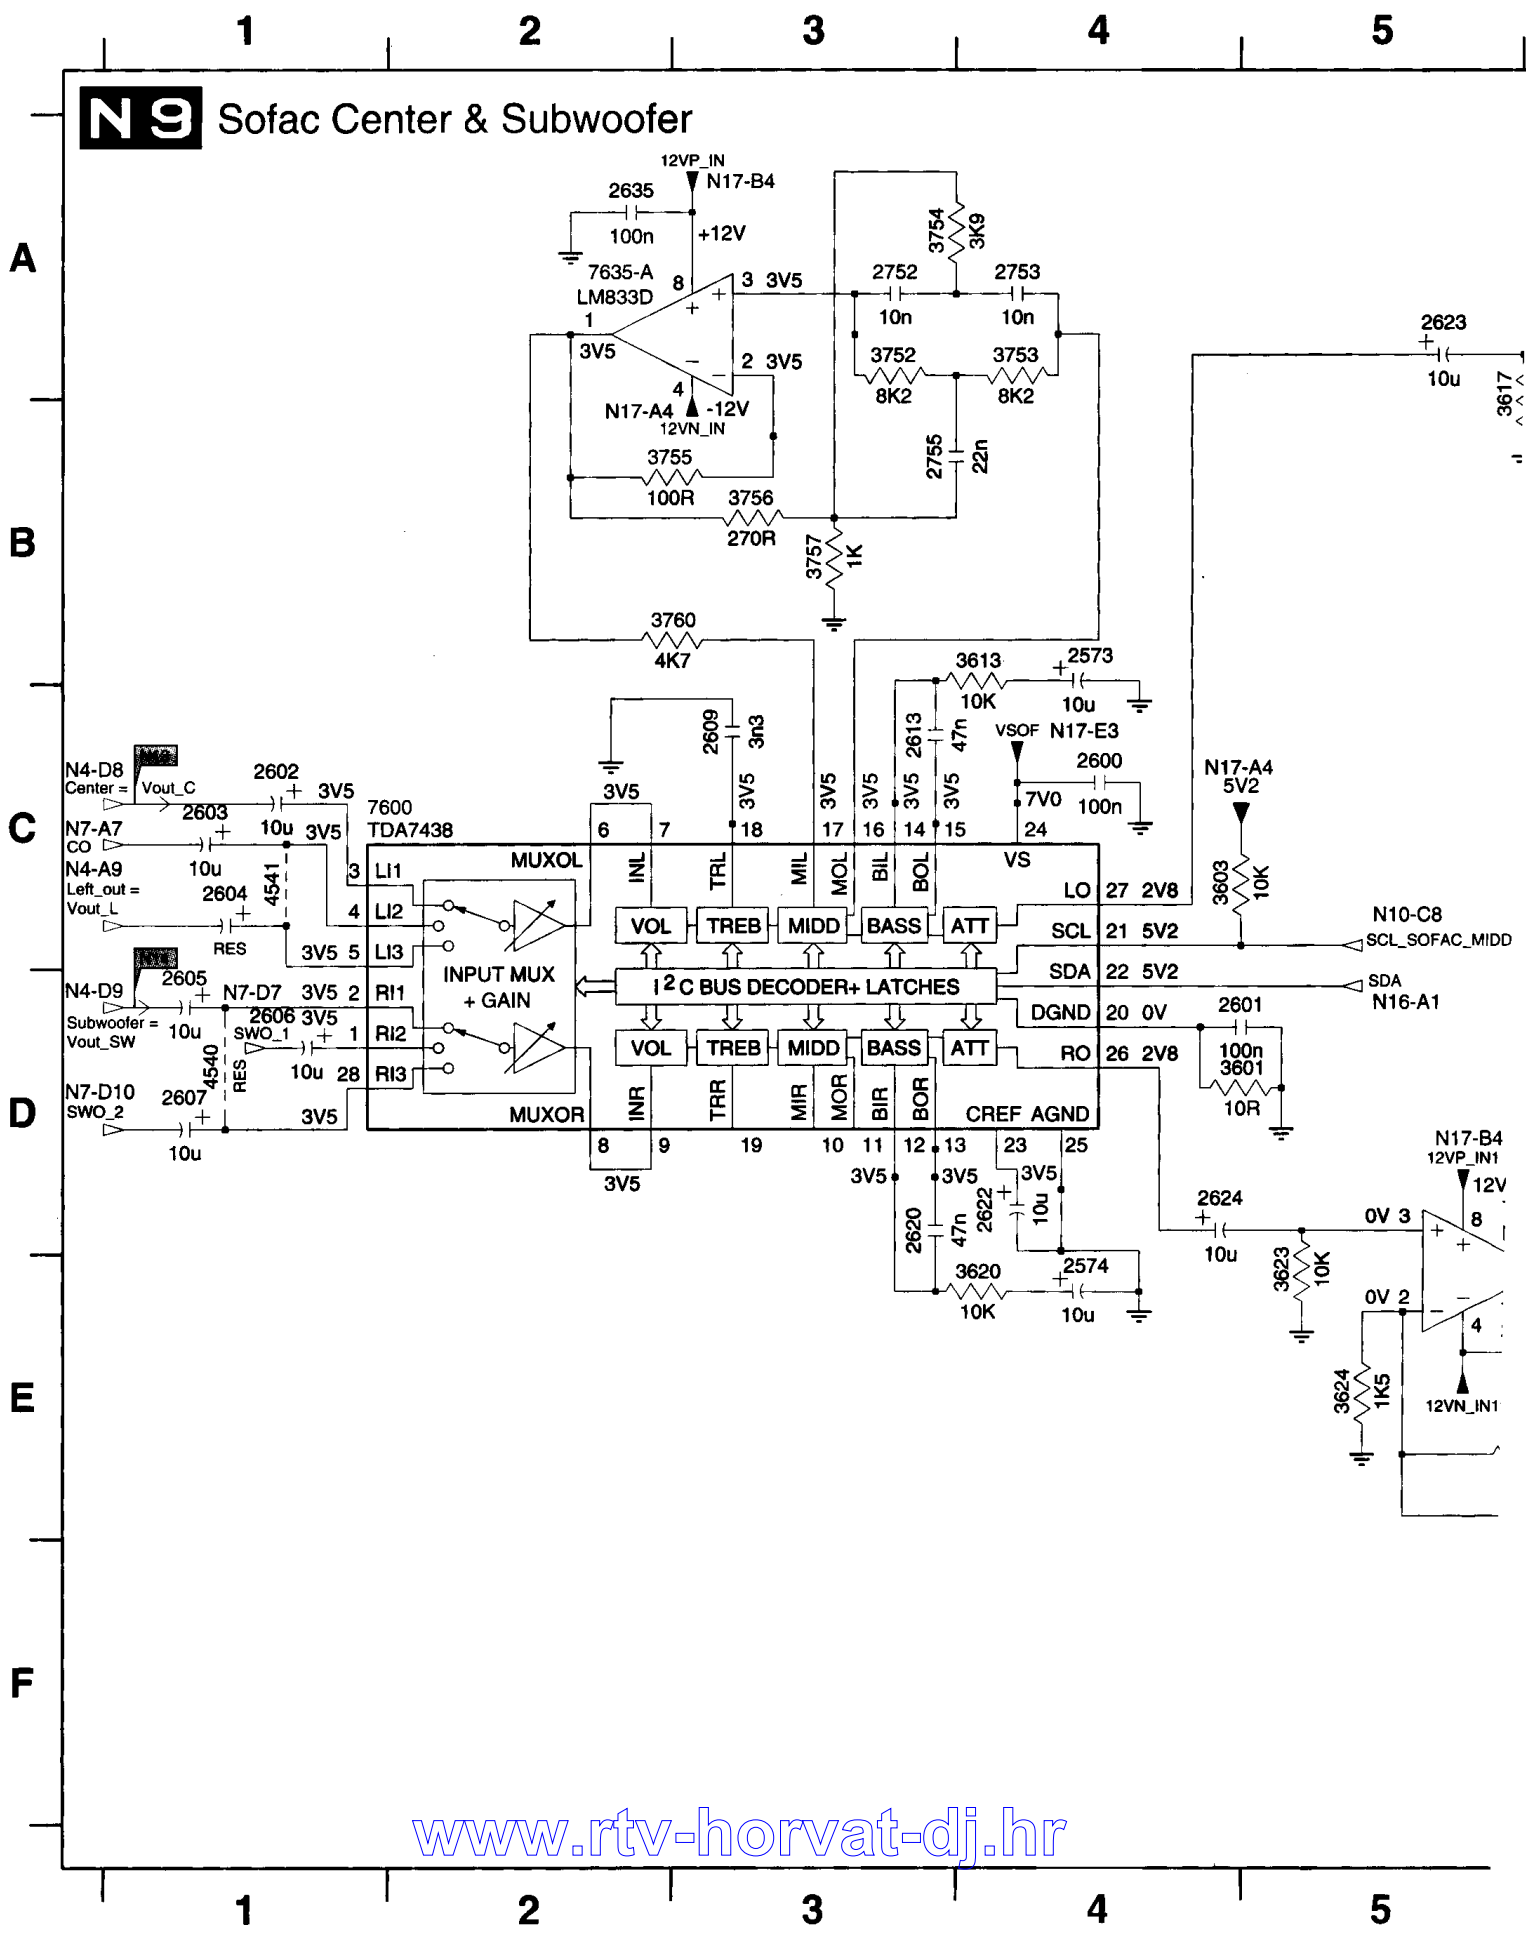 1 2 3 4 5
N 9 Sofac Center & Subwoofer
12VP_IN
N17-B4
2635
100n
+12V
A
7635-A
LM833D
8
3 3V5
+
+
1
3V5
−
−
2 3V5
4
N17-A4
-12V
12VN_IN
3754
3K9
2752
10n
2753
10n
3752
8K2
3753
8K2
2755
22n
3755
100R
3756
270R
3757
1K
B
3760
4K7
2623
+
10u
3617
3613
10K
2573
+
10u
2609
3n3
2613
47n
VSOF N17-E3
2600
100n
7V0
N17-A4
5V2
3603
10K
C
N4-D8
Center =
Vout_C
2602
+
10u
3V5
N7-A7
CO
2603
+
10u
3V5
N4-A9
Left_out =
Vout_L
2604
+
RES
4541
3V5
7600
TDA7438
3V5
3V5
3V5
3V5
3V5
3V5
6 7 18 17 16 14 15 24
MUXOL
INL
TRL
MIL
MOL
BIL
BOL
VS
3 LI1
4 LI2
5 LI3
2 RI1
1 RI2
28 RI3
INPUT MUX
+ GAIN
VOL TREB MIDD BASS ATT
I²C BUS DECODER+ LATCHES
VOL TREB MIDD BASS ATT
LO 27 2V8
SCL 21 5V2
SDA 22 5V2
DGND 20 0V
RO 26 2V8
N10-C8
SCL_SOFAC_MIDD
SDA
N16-A1
2601
100n
3601
10R
N4-D9
Subwoofer =
Vout_SW
2605
+
10u
N7-D7
3V5
2606
SWO_1
3V5
+
10u
4540
RES
D
N7-D10
SWO_2
2607
+
10u
3V5
MUXOR
INR
TRR
MIR
MOR
BIR
BOR
CREF AGND
8 9 19 10 11 12 13 23 25
3V5
3V5
3V5
3V5
2620
47n
2622
+
10u
3620
10K
2574
+
10u
2624
+
10u
3623
10K
N17-B4
12VP_IN1
12V
0V 3
+
+
8
0V 2
−
−
4
3624
1K5
12VN_IN1
E
F
www.rtv-horvat-dj.hr
1 2 3 4 5